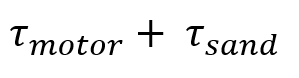 τ_motor + τ_sand